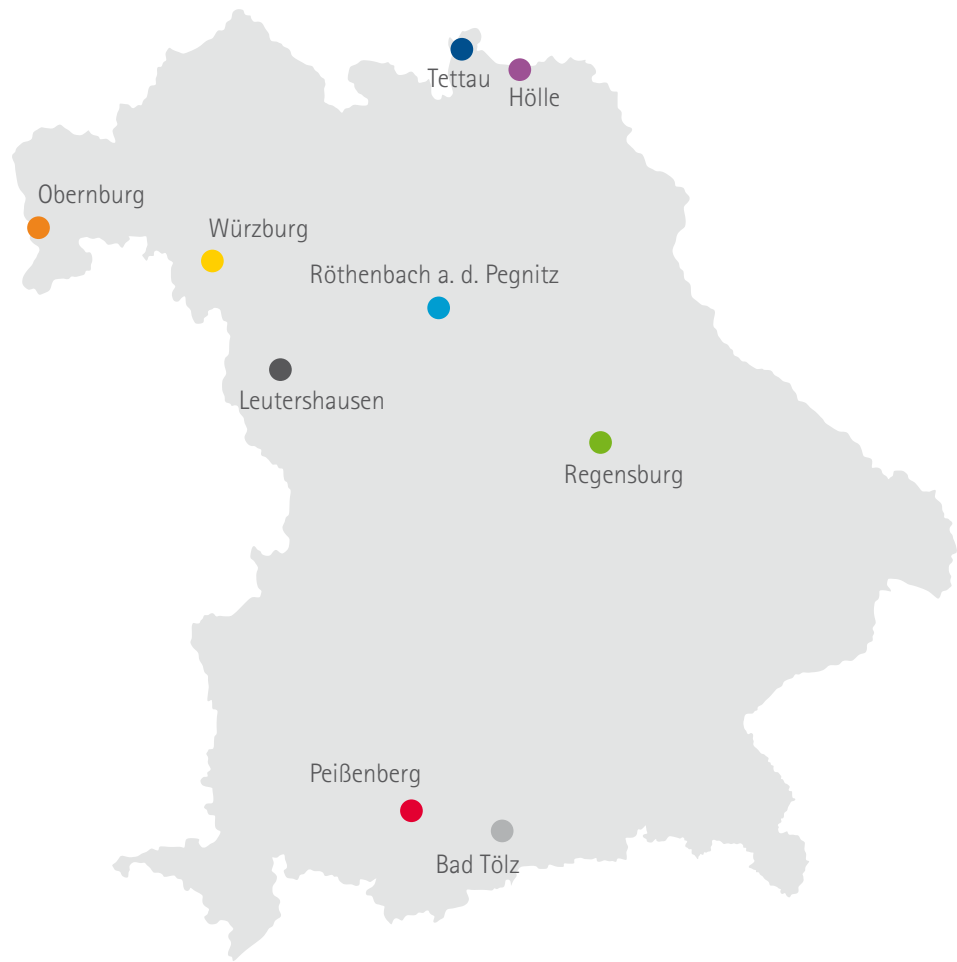 Tettau
Hölle
Obernburg
Würzburg
Röthenbach a. d. Pegnitz
Leutershausen
Regensburg
Peißenberg
Bad Tölz